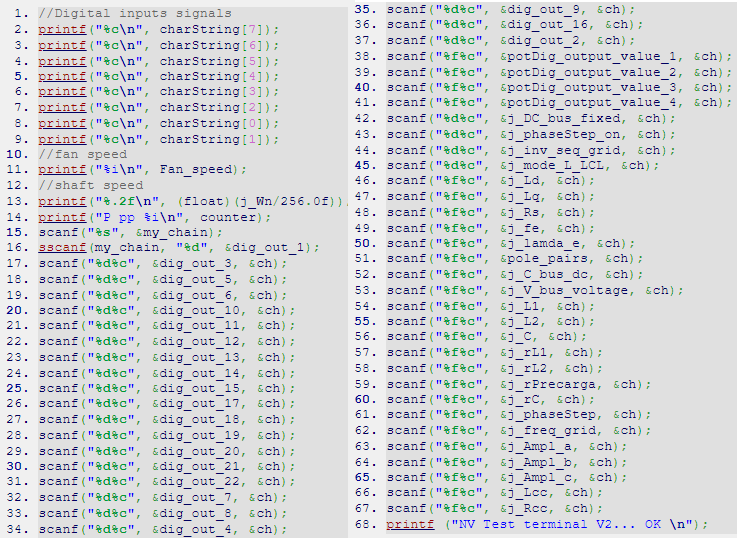 1. //Digital inputs signals
2. printf("%c\n", charString[7]);
3. printf("%c\n", charString[6]);
4. printf("%c\n", charString[5]);
5. printf("%c\n", charString[4]);
6. printf("%c\n", charString[3]);
7. printf("%c\n", charString[2]);
8. printf("%c\n", charString[0]);
9. printf("%c\n", charString[1]);
10. //fan speed
11. printf("%i\n", Fan_speed);
12. //shaft speed
13. printf("%.2f\n", (float)(j_Wn/256.0f)).
14. printf("P pp %i\n", counter);
15. scanf("%s", &my_chain);
16. sscanf(my_chain, "%d", &dig_out_1);
17. scanf("%d%c", &dig_out_3, &ch);
18. scanf("%d%c", &dig_out_5, &ch);
19. scanf("%d%c", &dig_out_6, &ch);
20. scanf("%d%c", &dig_out_10, &ch);
21. scanf("%d%c", &dig_out_11, &ch);
22. scanf("%d%c", &dig_out_12, &ch);
23. scanf("%d%c", &dig_out_13, &ch);
24. scanf("%d%c", &dig_out_14, &ch);
25. scanf("%d%c", &dig_out_15, &ch);
26. scanf("%d%c", &dig_out_17, &ch);
27. scanf("%d%c", &dig_out_18, &ch);
28. scanf("%d%c", &dig_out_19, &ch);
29. scanf("%d%c", &dig_out_20, &ch);
30. scanf("%d%c", &dig_out_21, &ch);
31. scanf("%d%c", &dig_out_22, &ch);
32. scanf("%d%c", &dig_out_7, &ch);
33. scanf("%d%c", &dig_out_8, &ch);
34. scanf("%d%c", &dig_out_4, &ch);
35. scanf("%d%c", &dig_out_9, &ch);
36. scanf("%d%c", &dig_out_16, &ch);
37. scanf("%d%c", &dig_out_2, &ch);
38. scanf("%f%c", &potDig_output_value_1, &ch);
39. scanf("%f%c", &potDig_output_value_2, &ch);
40. scanf("%f%c", &potDig_output_value_3, &ch);
41. scanf("%f%c", &potDig_output_value_4, &ch);
42. scanf("%d%c", &j_DC_bus_fixed, &ch);
43. scanf("%d%c", &j_phaseStep_on, &ch);
44. scanf("%d%c", &j_inv_seq_grid, &ch);
45. scanf("%d%c", &j_mode_L_LCL, &ch);
46. scanf("%f%c", &j_Ld, &ch);
47. scanf("%f%c", &j_Lq, &ch);
48. scanf("%f%c", &j_Rs, &ch);
49. scanf("%f%c", &j_fe, &ch);
50. scanf("%f%c", &j_lamda_e, &ch);
51. scanf("%f%c", &pole_pairs, &ch);
52. scanf("%f%c", &j_C_bus_dc, &ch);
53. scanf("%f%c", &j_V_bus_voltage, &ch);
54. scanf("%f%c", &j_L1, &ch);
55. scanf("%f%c", &j_L2, &ch);
56. scanf("%f%c", &j_C, &ch);
57. scanf("%f%c", &j_rL1, &ch);
58. scanf("%f%c", &j_rL2, &ch);
59. scanf("%f%c", &j_rPrecarga, &ch);
60. scanf("%f%c", &j_rC, &ch);
61. scanf("%f%c", &j_phaseStep, &ch);
62. scanf("%f%c", &j_freq_grid, &ch);
63. scanf("%f%c", &j_Ampl_a, &ch);
64. scanf("%f%c", &j_Ampl_b, &ch);
65. scanf("%f%c", &j_Ampl_c, &ch);
66. scanf("%f%c", &j_Lcc, &ch);
67. scanf("%f%c", &j_Rcc, &ch);
68. printf ("NV Test terminal V2... OK \n");